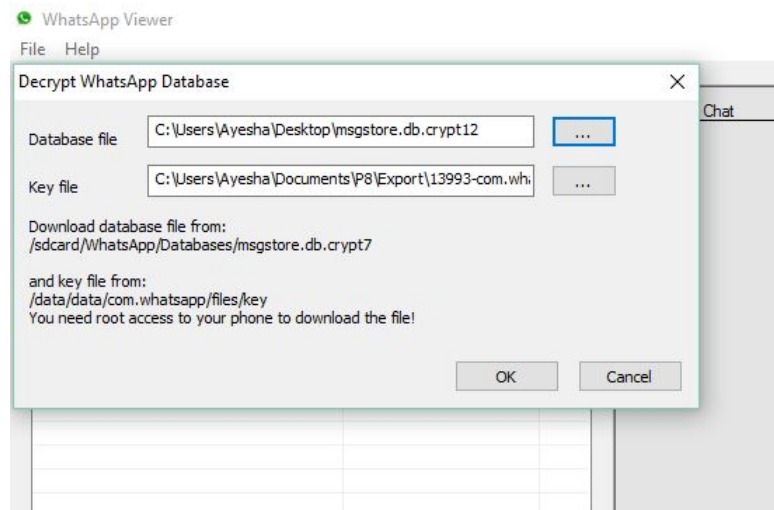 WhatsApp Viewer
File Help
Decrypt WhatsApp Database
Chat
Database file C:\Users\Ayesha\Desktop\msgstore.db.crypt12 ...
Key file C:\Users\Ayesha\Documents\P8\Export\13993-com.wh ...
Download database file from:
/sdcard/WhatsApp/Databases/msgstore.db.crypt7
and key file from:
/data/data/com.whatsapp/files/key
You need root access to your phone to download the file!
OK Cancel